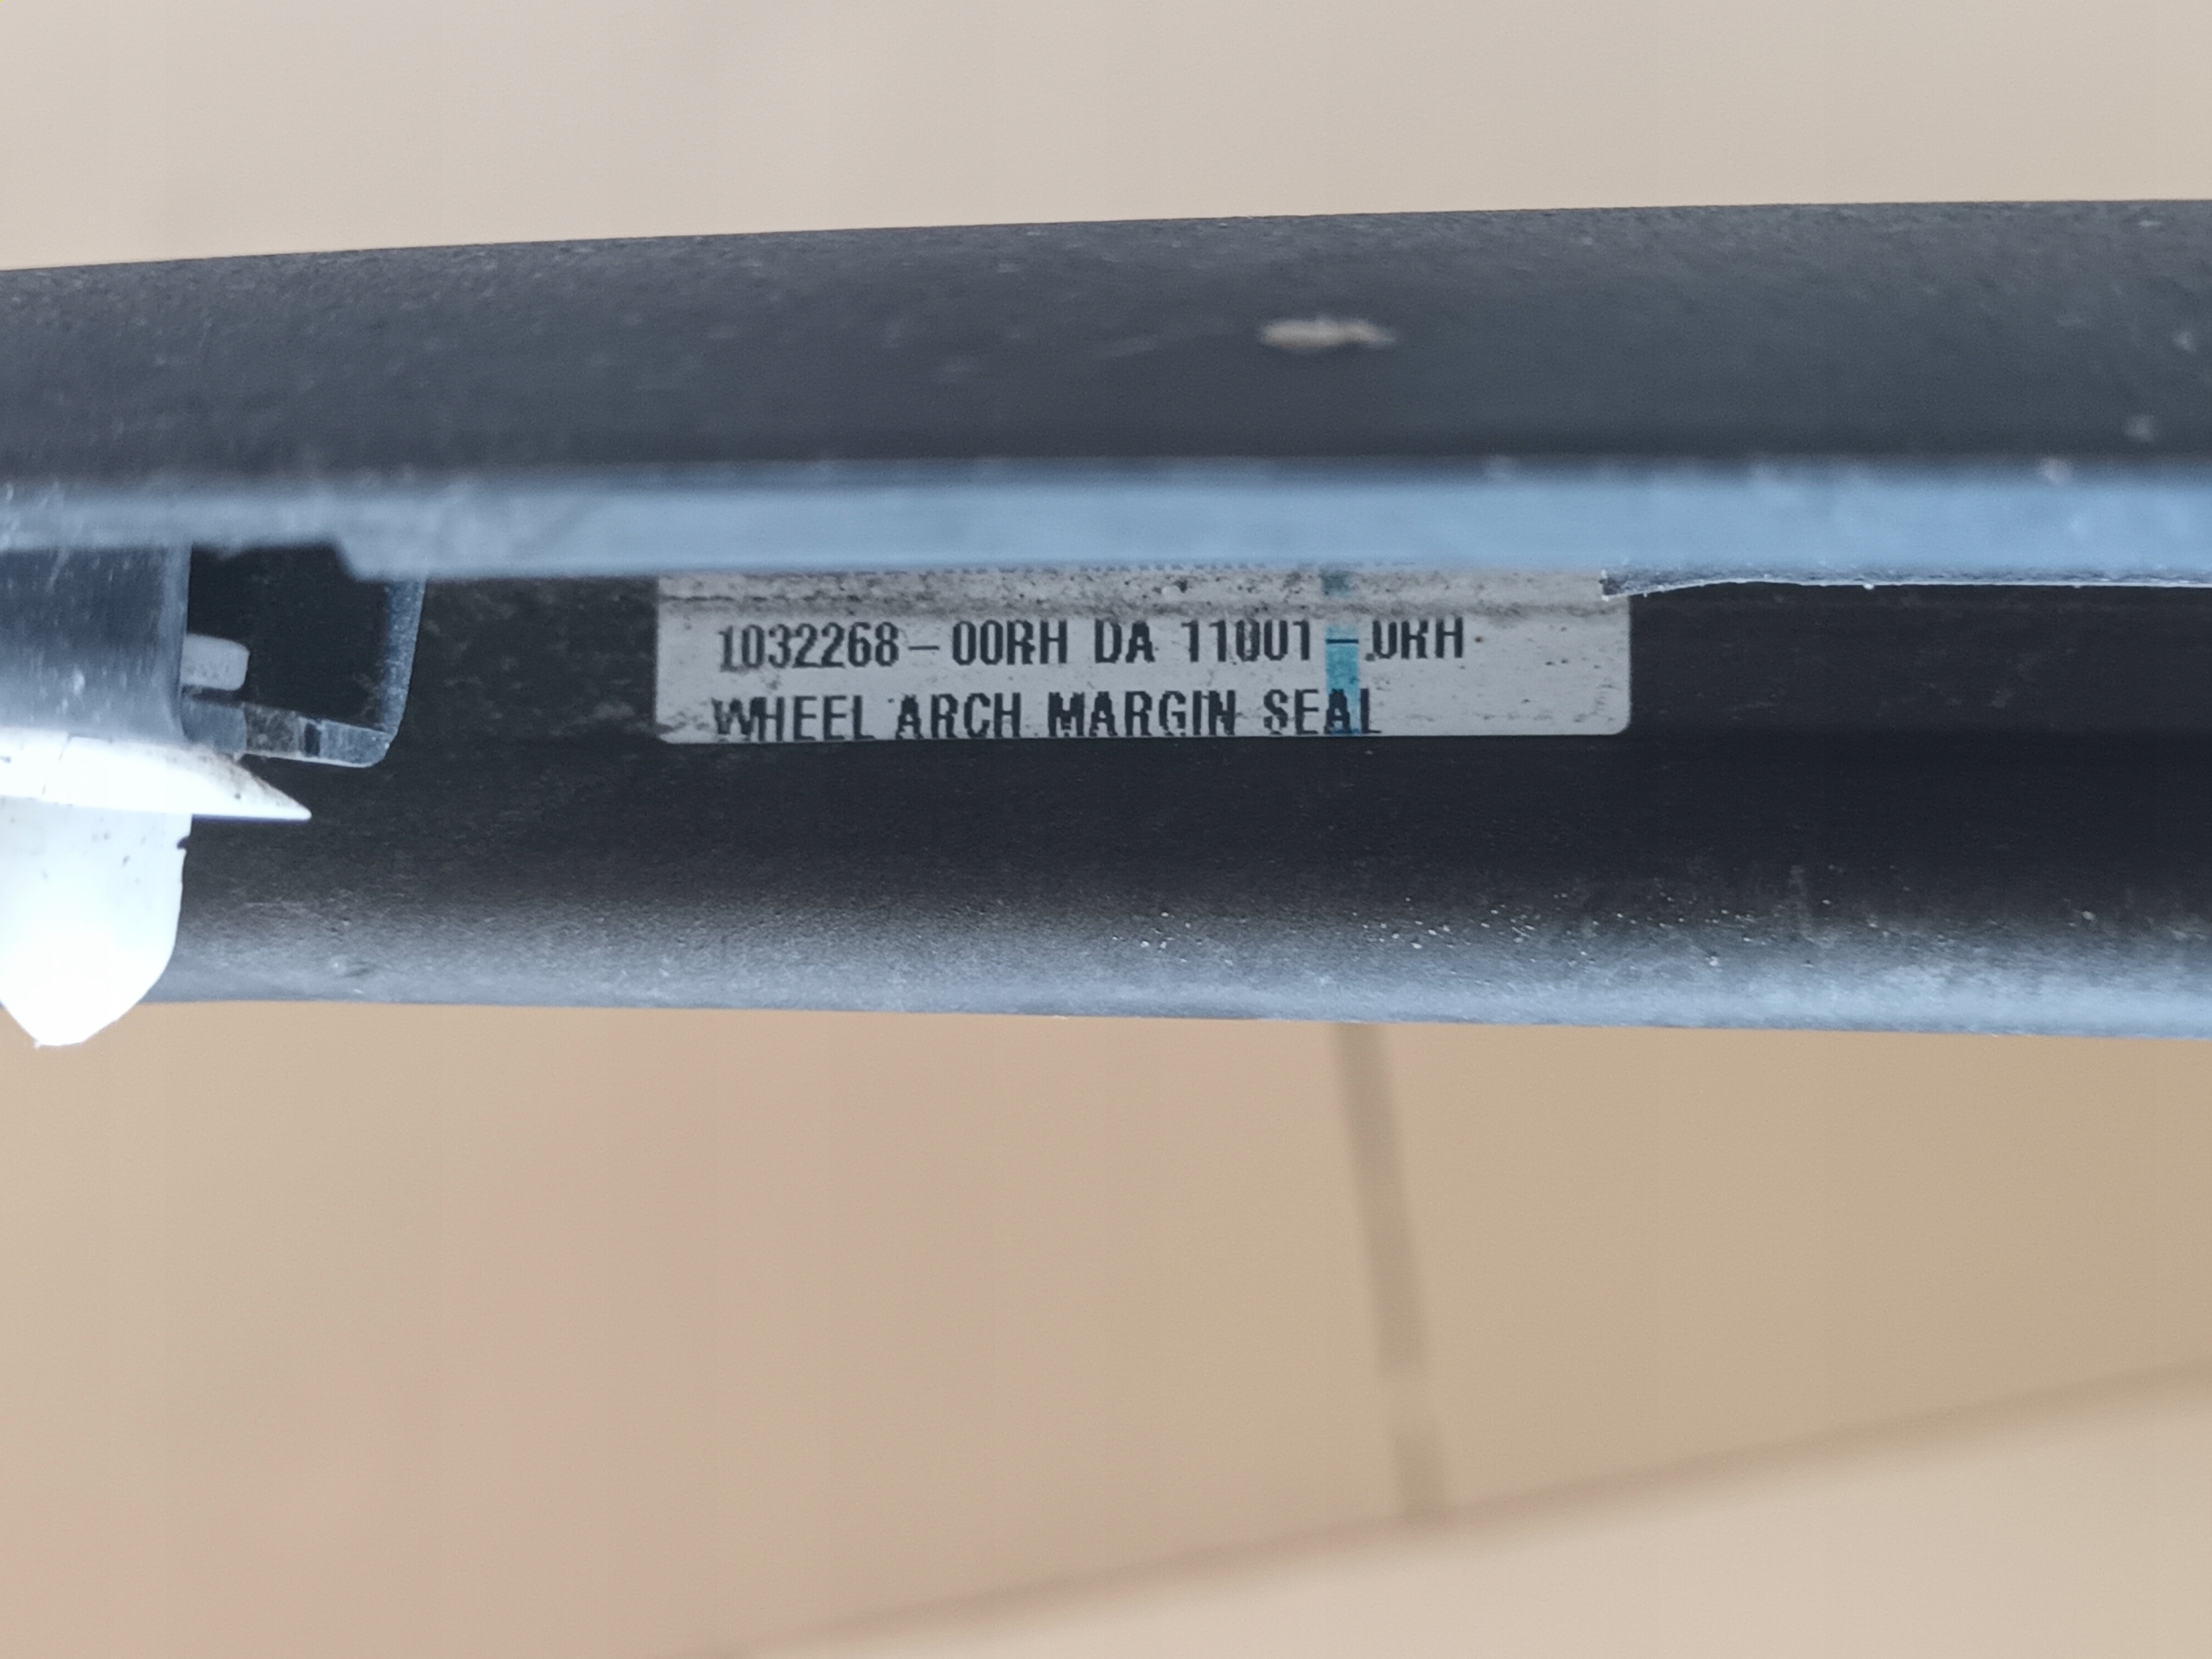 1032268-00RH DA 11001-.0RH
WHEEL ARCH MARGIN SEAL